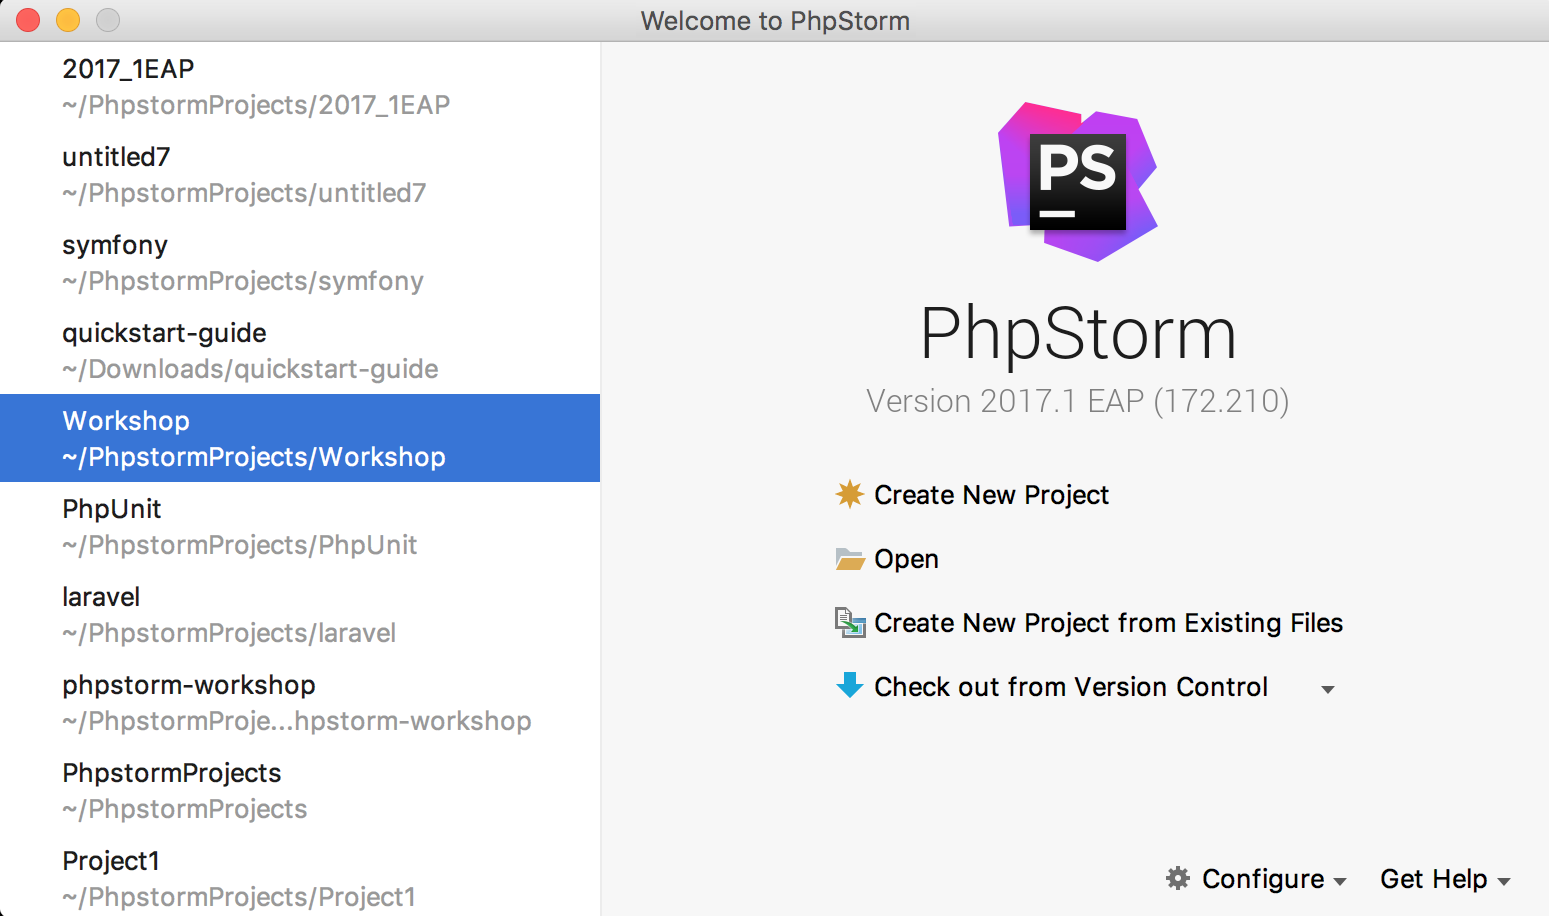 Welcome to PhpStorm
2017_1EAP
~/PhpstormProjects/2017_1EAP
untitled7
~/PhpstormProjects/untitled7
symfony
~/PhpstormProjects/symfony
quickstart-guide
~/Downloads/quickstart-guide
Workshop
~/PhpstormProjects/Workshop
PhpUnit
~/PhpstormProjects/PhpUnit
laravel
~/PhpstormProjects/laravel
phpstorm-workshop
~/PhpstormProje...hpstorm-workshop
PhpstormProjects
~/PhpstormProjects
Project1
~/PhpstormProjects/Project1
PS
PhpStorm
Version 2017.1 EAP (172.210)
Create New Project
Open
Create New Project from Existing Files
Check out from Version Control
Configure
Get Help